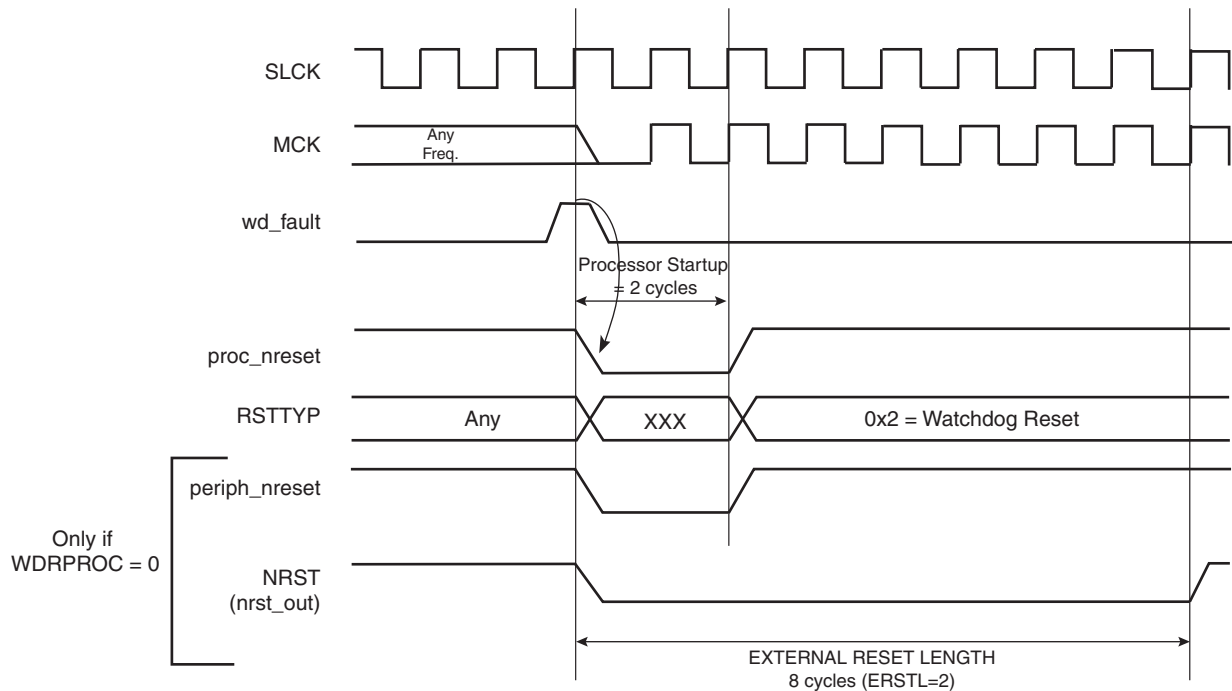 SLCK
MCK
Any
Freq.
wd_fault
Processor Startup
= 2 cycles
proc_nreset
RSTTYP
Any
XXX
0x2 = Watchdog Reset
periph_nreset
Only if
WDRPROC = 0
NRST
(nrst_out)
EXTERNAL RESET LENGTH
8 cycles (ERSTL=2)